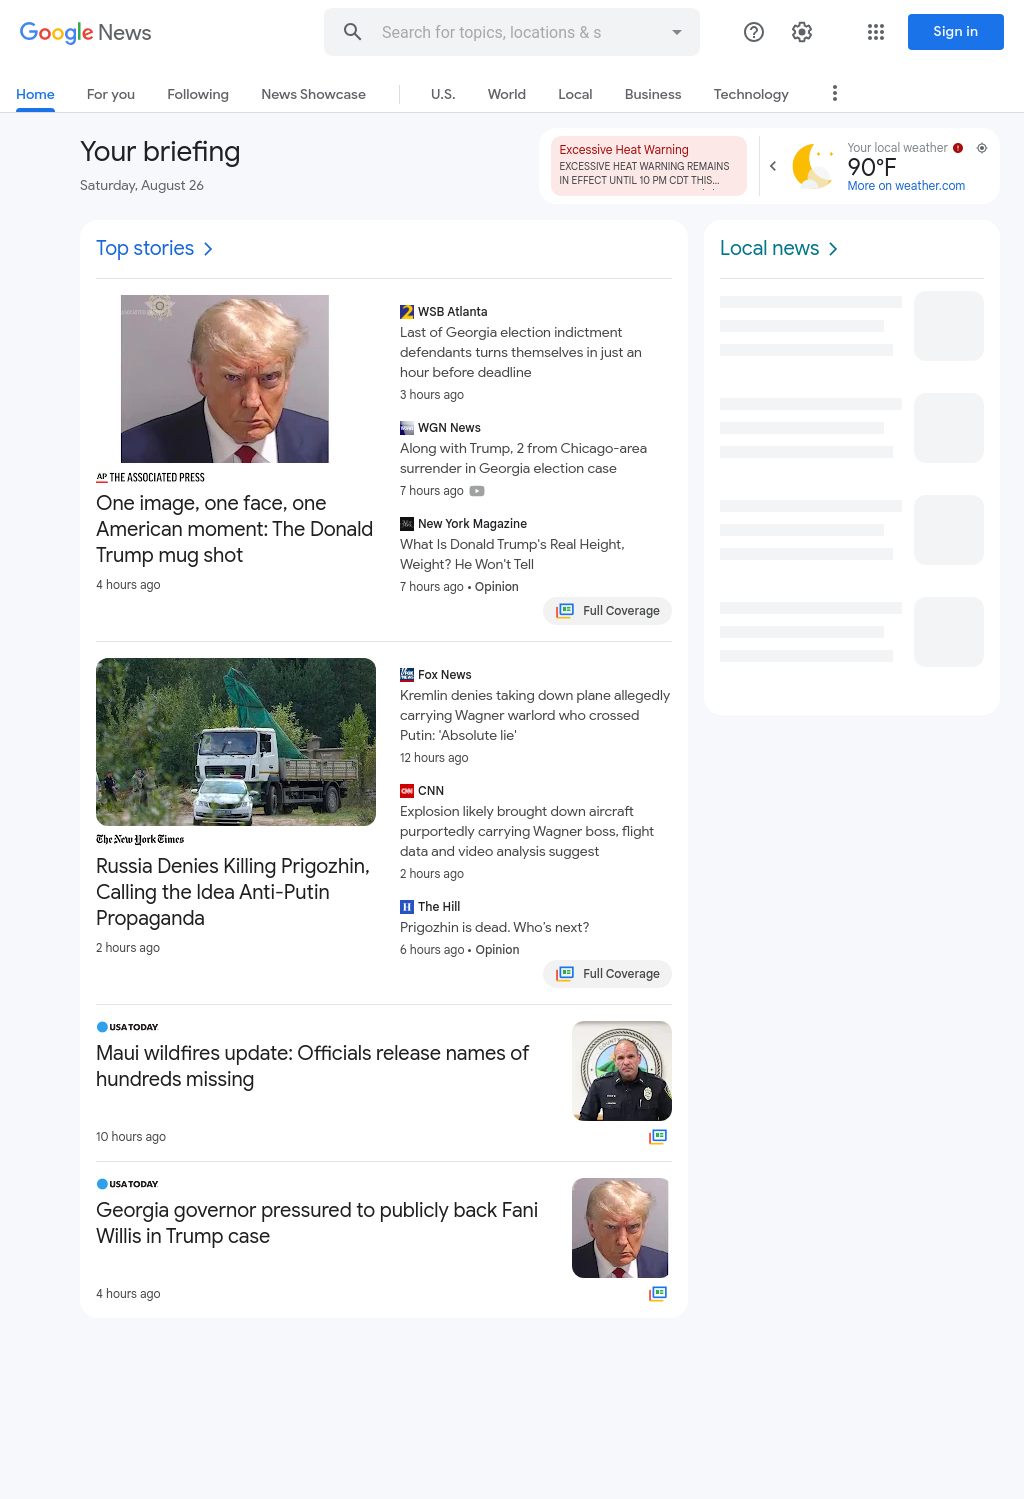 Google News
Search for topics, locations & s
Sign in
Home
For you
Following
News Showcase
U.S.
World
Local
Business
Technology
Your briefing
Saturday, August 26
Excessive Heat Warning
EXCESSIVE HEAT WARNING REMAINS
IN EFFECT UNTIL 10 PM CDT THIS...
Your local weather
90°F
More on weather.com
Top stories
AP THE ASSOCIATED PRESS
One image, one face, one
American moment: The Donald
Trump mug shot
4 hours ago
WSB Atlanta
Last of Georgia election indictment
defendants turns themselves in just an
hour before deadline
3 hours ago
WGN News
Along with Trump, 2 from Chicago-area
surrender in Georgia election case
7 hours ago
New York Magazine
What Is Donald Trump's Real Height,
Weight? He Won't Tell
7 hours ago • Opinion
Full Coverage
The New York Times
Russia Denies Killing Prigozhin,
Calling the Idea Anti-Putin
Propaganda
2 hours ago
Fox News
Kremlin denies taking down plane allegedly
carrying Wagner warlord who crossed
Putin: 'Absolute lie'
12 hours ago
CNN
Explosion likely brought down aircraft
purportedly carrying Wagner boss, flight
data and video analysis suggest
2 hours ago
H The Hill
Prigozhin is dead. Who's next?
6 hours ago • Opinion
Full Coverage
USA TODAY
Maui wildfires update: Officials release names of
hundreds missing
10 hours ago
USA TODAY
Georgia governor pressured to publicly back Fani
Willis in Trump case
4 hours ago
Local news